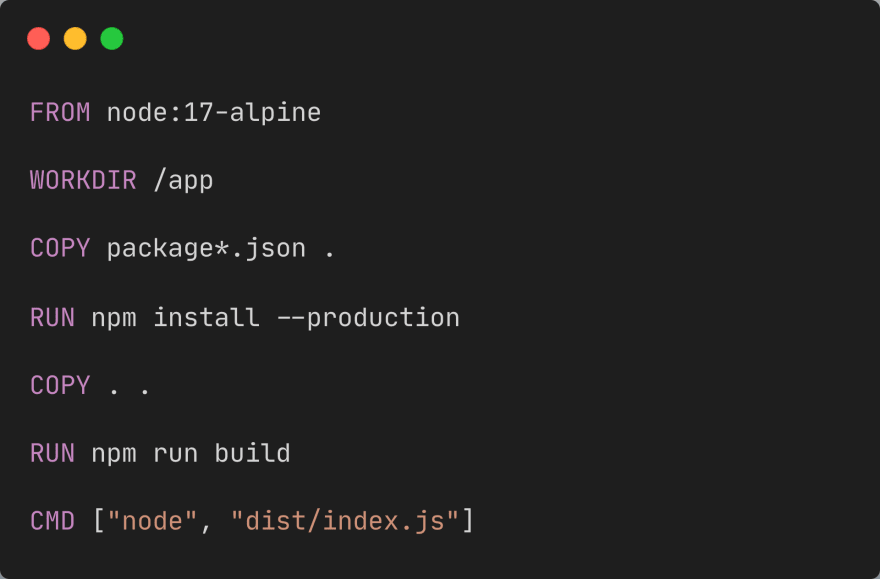 FROM node:17-alpine
WORKDIR /app
COPY package*.json .
RUN npm install --production
COPY . .
RUN npm run build
CMD ["node", "dist/index.js"]